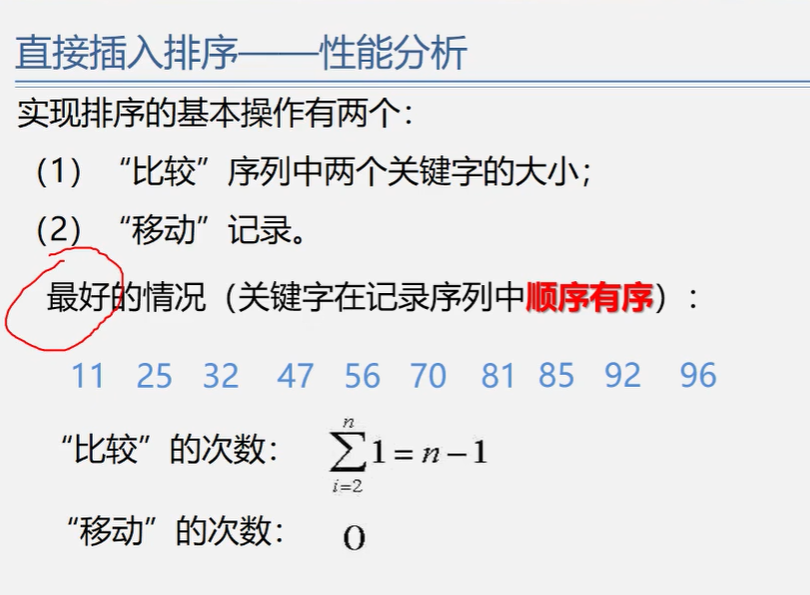 直接插入排序——性能分析
实现排序的基本操作有两个：
（1）“比较”序列中两个关键字的大小；
（2）“移动”记录。
最好的情况（关键字在记录序列中顺序有序）：
11 25 32 47 56 70 81 85 92 96
“比较”的次数： \sum_{i=2}^{n} 1 = n - 1
“移动”的次数： 0